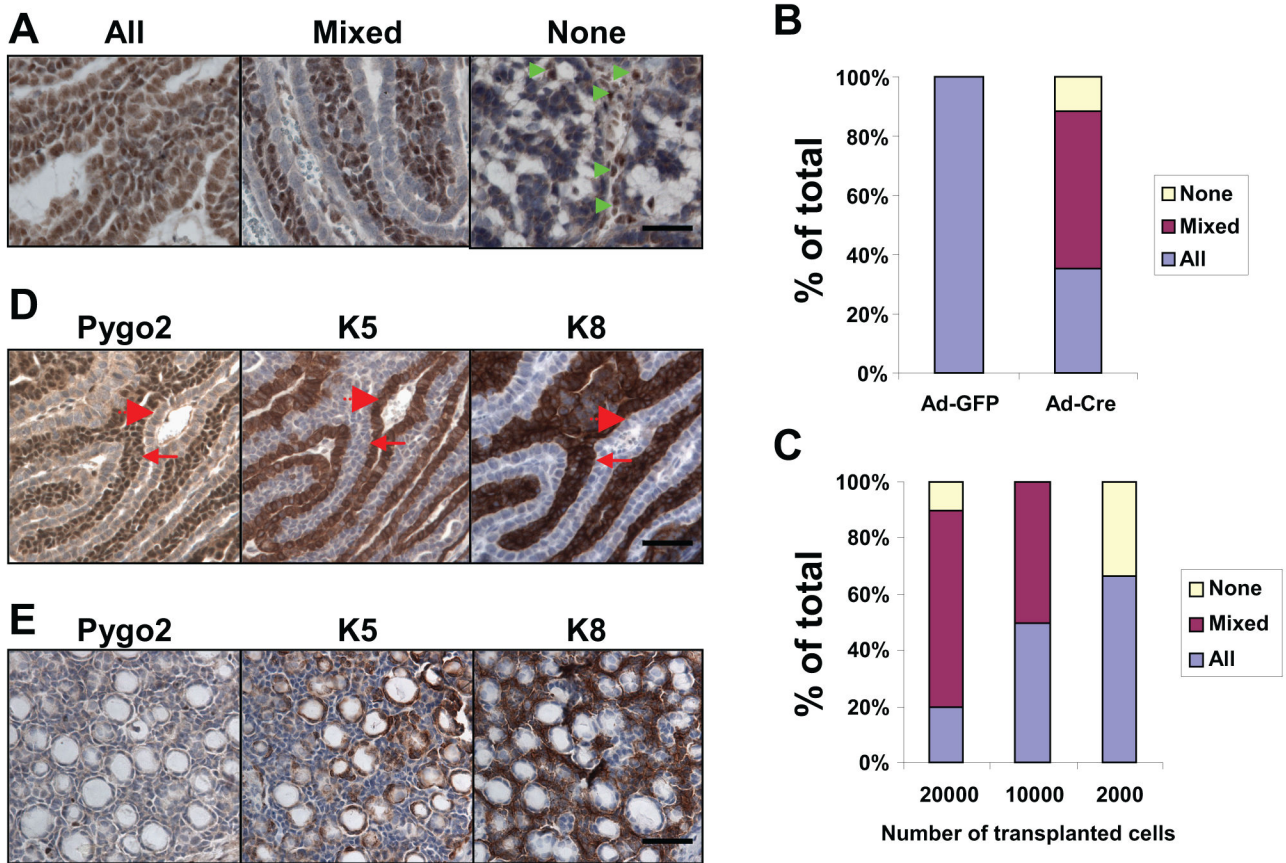 A
All Mixed None
B
% of total
100%
80%
60%
40%
20%
0%
Ad-GFP Ad-Cre
None
Mixed
All
D
Pygo2 K5 K8
C
% of total
100%
80%
60%
40%
20%
0%
20000 10000 2000
Number of transplanted cells
None
Mixed
All
E
Pygo2 K5 K8